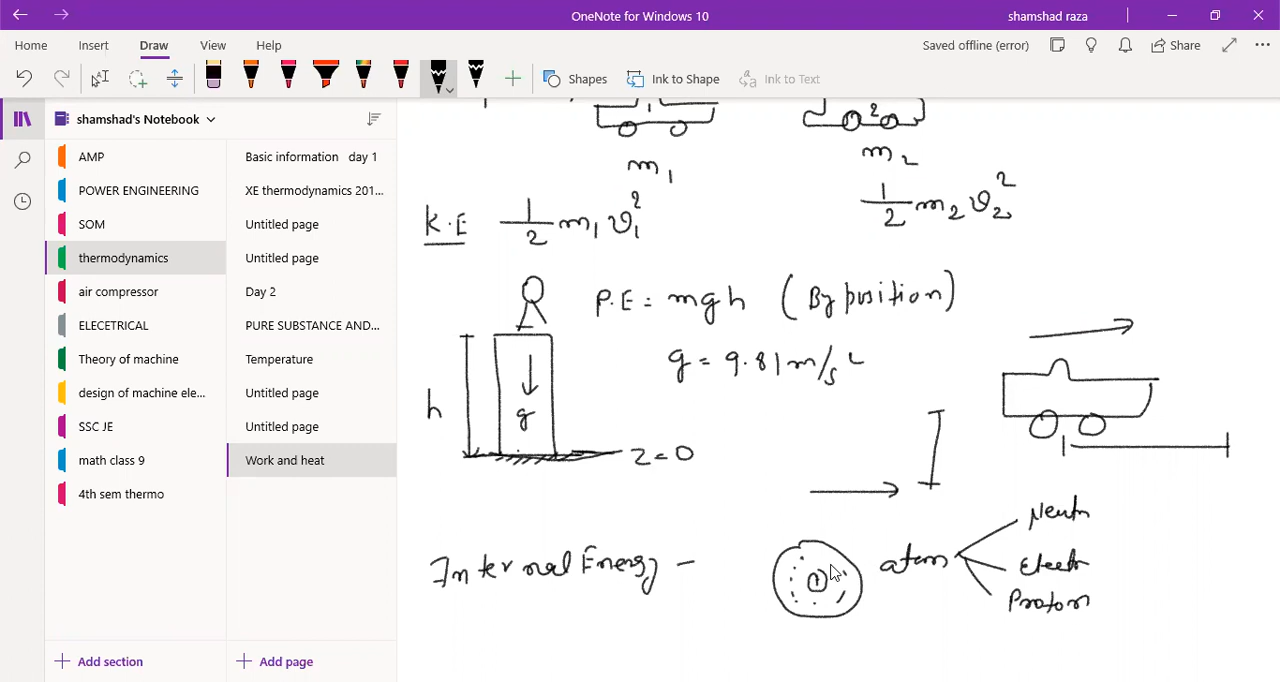 OneNote for Windows 10
shamshad raza
Home Insert Draw View Help
Saved offline (error) Share
Shapes Ink to Shape Ink to Text
shamshad's Notebook
AMP
POWER ENGINEERING
SOM
thermodynamics
air compressor
ELECETRICAL
Theory of machine
design of machine ele...
SSC JE
math class 9
4th sem thermo
Add section
Basic information day 1
XE thermodynamics 201...
Untitled page
Untitled page
Day 2
PURE SUBSTANCE AND...
Temperature
Untitled page
Untitled page
Work and heat
Add page
1 2
m₁ m₂
K.E 1/2 m₁ v₁² 1/2 m₂ v₂²
P.E = mgh (By position)
g = 9.81 m/s²
h
g
z = 0
Internal Energy - atom
Neutr
Electr
Proton